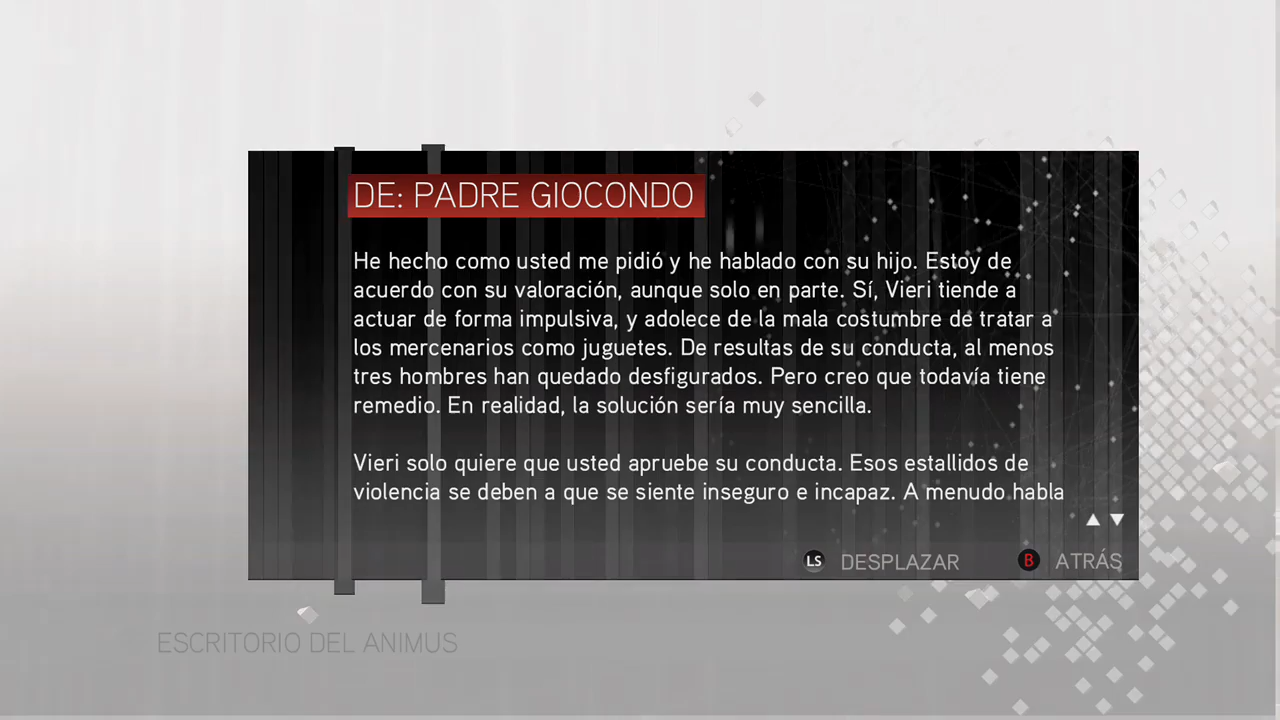 DE: PADRE GIOCONDO
He hecho como usted me pidió y he hablado con su hijo. Estoy de
acuerdo con su valoración, aunque solo en parte. Sí, Vieri tiende a
actuar de forma impulsiva, y adolece de la mala costumbre de tratar a
los mercenarios como juguetes. De resultas de su conducta, al menos
tres hombres han quedado desfigurados. Pero creo que todavía tiene
remedio. En realidad, la solución sería muy sencilla.
Vieri solo quiere que usted apruebe su conducta. Esos estallidos de
violencia se deben a que se siente inseguro e incapaz. A menudo habla
LS DESPLAZAR B ATRÁS
ESCRITORIO DEL ANIMUS